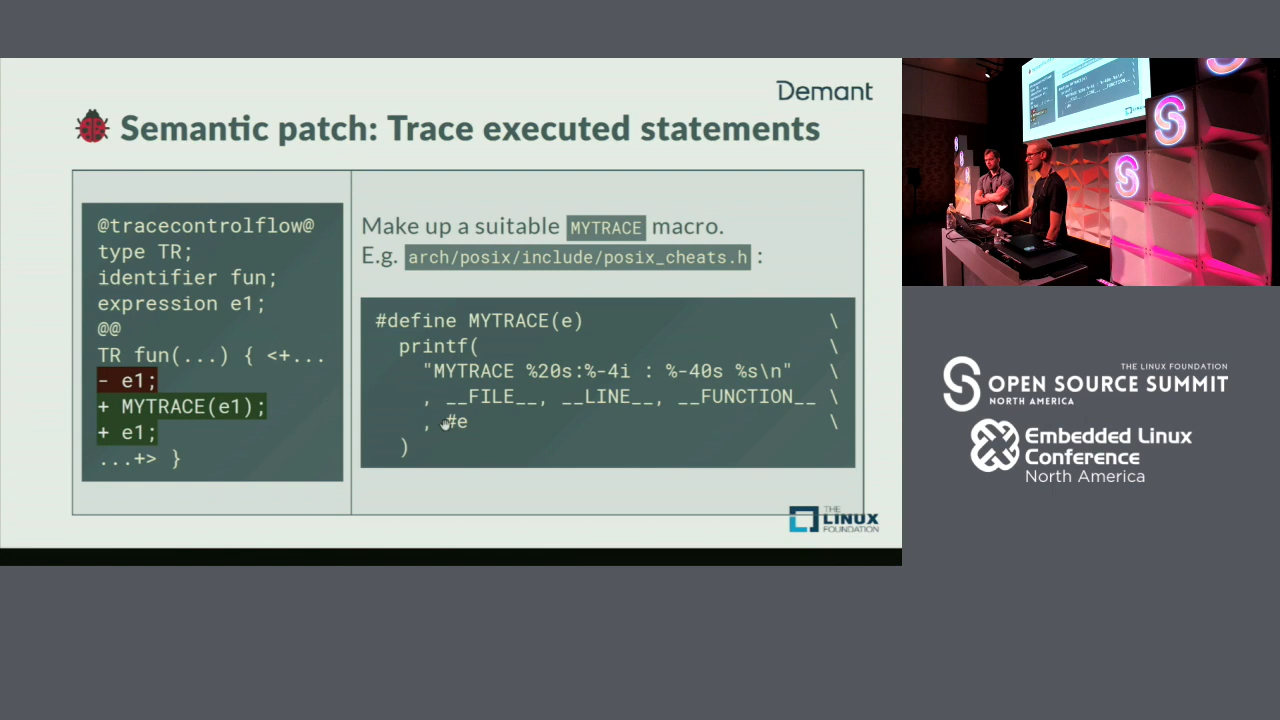 Demant
Semantic patch: Trace executed statements
@tracecontrolflow@
type TR;
identifier fun;
expression e1;
@@
TR fun(...) { <+...
- e1;
+ MYTRACE(e1);
+ e1;
...+> }
Make up a suitable MYTRACE macro.
E.g. arch/posix/include/posix_cheats.h :
#define MYTRACE(e) \
printf( \
"MYTRACE %20s:%-4i : %-40s %s\n" \
, __FILE__, __LINE__, __FUNCTION__ \
, #e \
)
THE
LINUX
FOUNDATION
THE LINUX FOUNDATION
OPEN SOURCE SUMMIT
NORTH AMERICA
Embedded Linux
Conference
North America